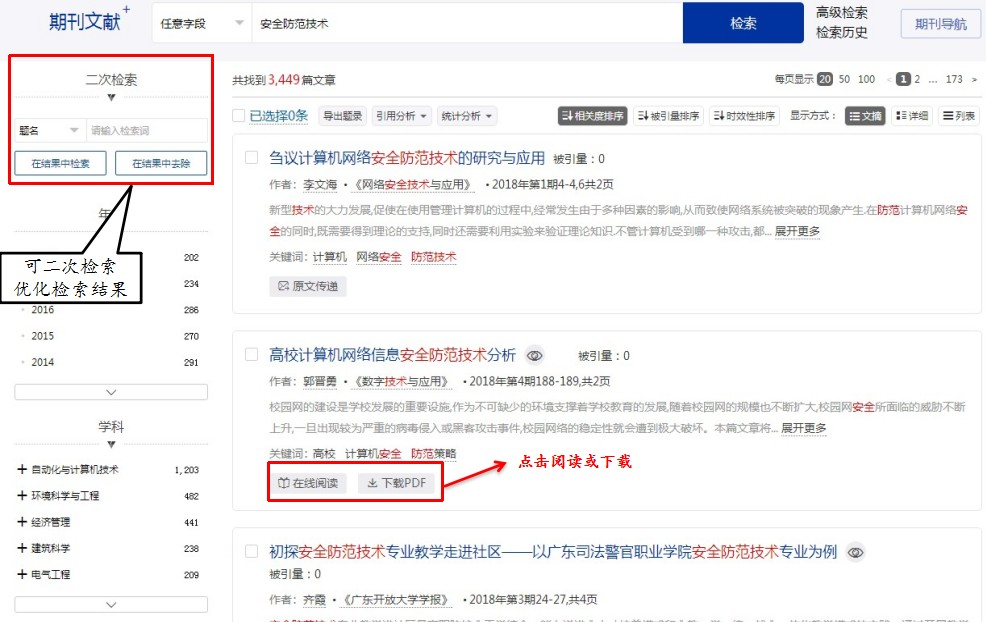 期刊文献+
任意字段 安全防范技术 检索 高级检索 期刊导航
检索历史
二次检索
题名 请输入检索词
在结果中检索 在结果中去除
可二次检索
优化检索结果
年
202
234
2016 286
2015 270
2014 291
学科
自动化与计算机技术 1,203
环境科学与工程 482
经济管理 441
建筑科学 238
电气工程 209
共找到3,449篇文章 每页显示 20 50 100 < 1 2 ... 173 >
已选择0条 导出题录 引用分析 统计分析 相关度排序 被引量排序 时效性排序 显示方式: 文摘 详细 列表
刍议计算机网络安全防范技术的研究与应用 被引量:0
作者: 李文海 •《网络安全技术与应用》 •2018年第1期4-4,6共2页
新型技术的大力发展,促使在使用管理计算机的过程中,经常发生由于多种因素的影响,从而致使网络系统被突破的现象产生.在防范计算机网络安
全的同时,既需要得到理论的支持,同时还需要利用实验来验证理论知识.不管计算机受到哪一种攻击,都... 展开更多
关键词: 计算机 网络安全 防范技术
原文传递
高校计算机网络信息安全防范技术分析 被引量:0
作者: 郭晋勇 •《数字技术与应用》 •2018年第4期188-189,共2页
校园网的建设是学校发展的重要设施,作为不可缺少的环境支撑着学校教育的发展,随着校园网的规模也不断扩大,校园网安全所面临的威胁不断
上升,一旦出现较为严重的病毒侵入或黑客攻击事件,校园网络的稳定性就会遭到极大破坏。本篇文章将... 展开更多
关键词: 高校 计算机安全 防范策略
在线阅读 下载PDF
点击阅读或下载
初探安全防范技术专业教学走进社区——以广东司法警官职业学院安全防范技术专业为例
被引量:0
作者: 齐霞 •《广东开放大学学报》 •2018年第3期24-27,共4页